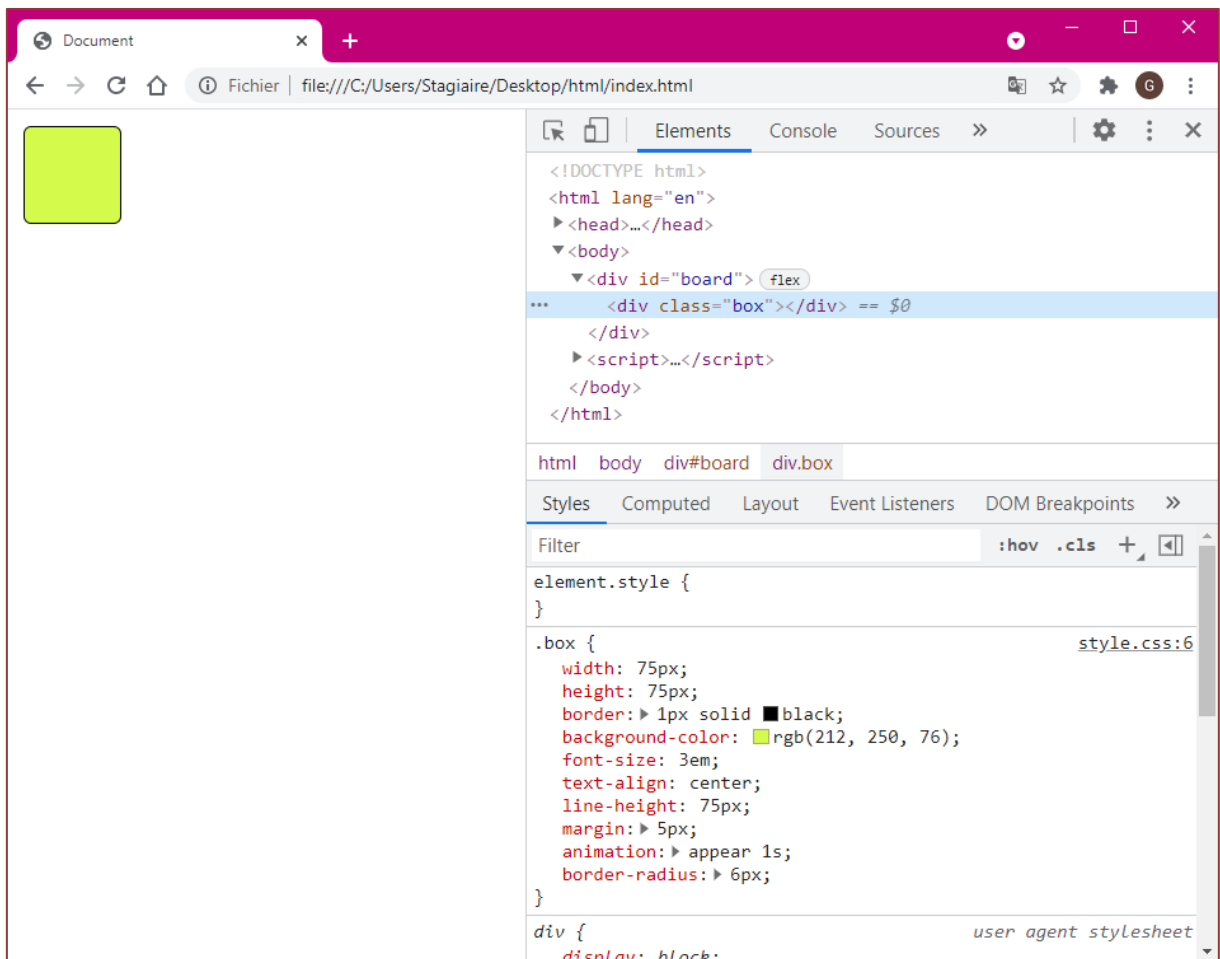 Document
Fichier file:///C:/Users/Stagiaire/Desktop/html/index.html G
Elements Console Sources »
<!DOCTYPE html>
<html lang="en">
<head>…</head>
<body>
<div id="board"> flex
<div class="box"></div> == $0
</div>
<script>…</script>
</body>
</html>
html body div#board div.box
Styles Computed Layout Event Listeners DOM Breakpoints »
Filter :hov .cls +
element.style {
}
.box { style.css:6
width: 75px;
height: 75px;
border: 1px solid black;
background-color: rgb(212, 250, 76);
font-size: 3em;
text-align: center;
line-height: 75px;
margin: 5px;
animation: appear 1s;
border-radius: 6px;
}
div { user agent stylesheet
display: block;